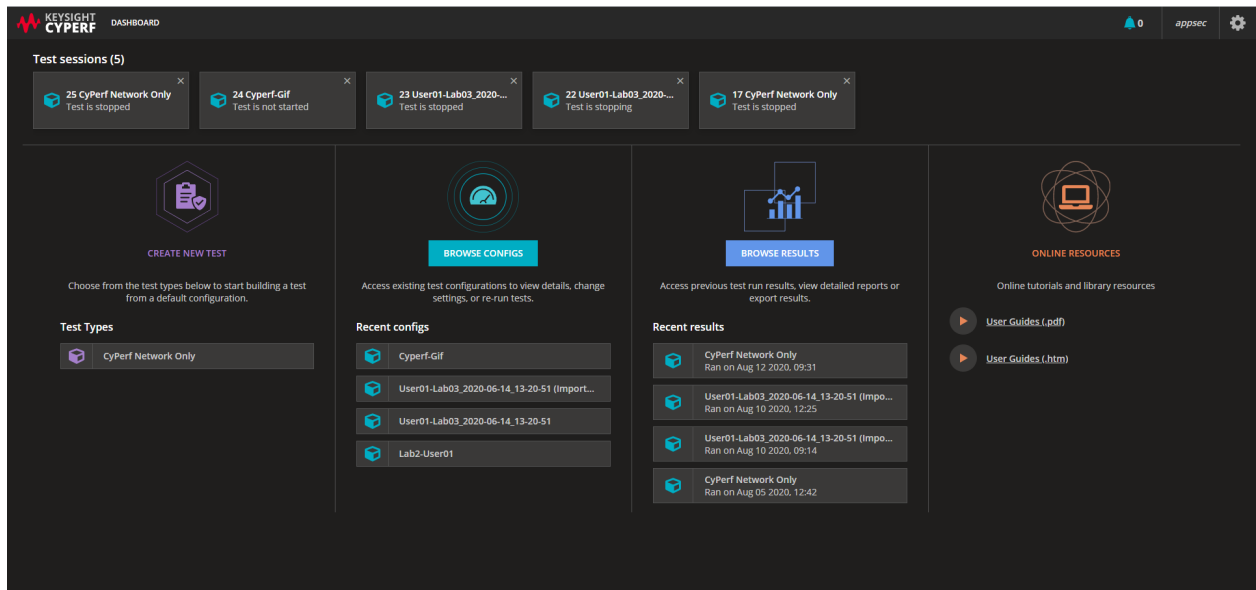 KEYSIGHT
CYPERF
DASHBOARD
0
appsec
Test sessions (5)
25 CyPerf Network Only
Test is stopped
24 Cyperf-Gif
Test is not started
23 User01-Lab03_2020-...
Test is stopped
22 User01-Lab03_2020-...
Test is stopping
17 CyPerf Network Only
Test is stopped
CREATE NEW TEST
Choose from the test types below to start building a test
from a default configuration.
Test Types
CyPerf Network Only
BROWSE CONFIGS
Access existing test configurations to view details, change
settings, or re-run tests.
Recent configs
Cyperf-Gif
User01-Lab03_2020-06-14_13-20-51 (Import...
User01-Lab03_2020-06-14_13-20-51
Lab2-User01
BROWSE RESULTS
Access previous test run results, view detailed reports or
export results.
Recent results
CyPerf Network Only
Ran on Aug 12 2020, 09:31
User01-Lab03_2020-06-14_13-20-51 (Impo...
Ran on Aug 10 2020, 12:25
User01-Lab03_2020-06-14_13-20-51 (Impo...
Ran on Aug 10 2020, 09:14
CyPerf Network Only
Ran on Aug 05 2020, 12:42
ONLINE RESOURCES
Online tutorials and library resources
User Guides (.pdf)
User Guides (.htm)